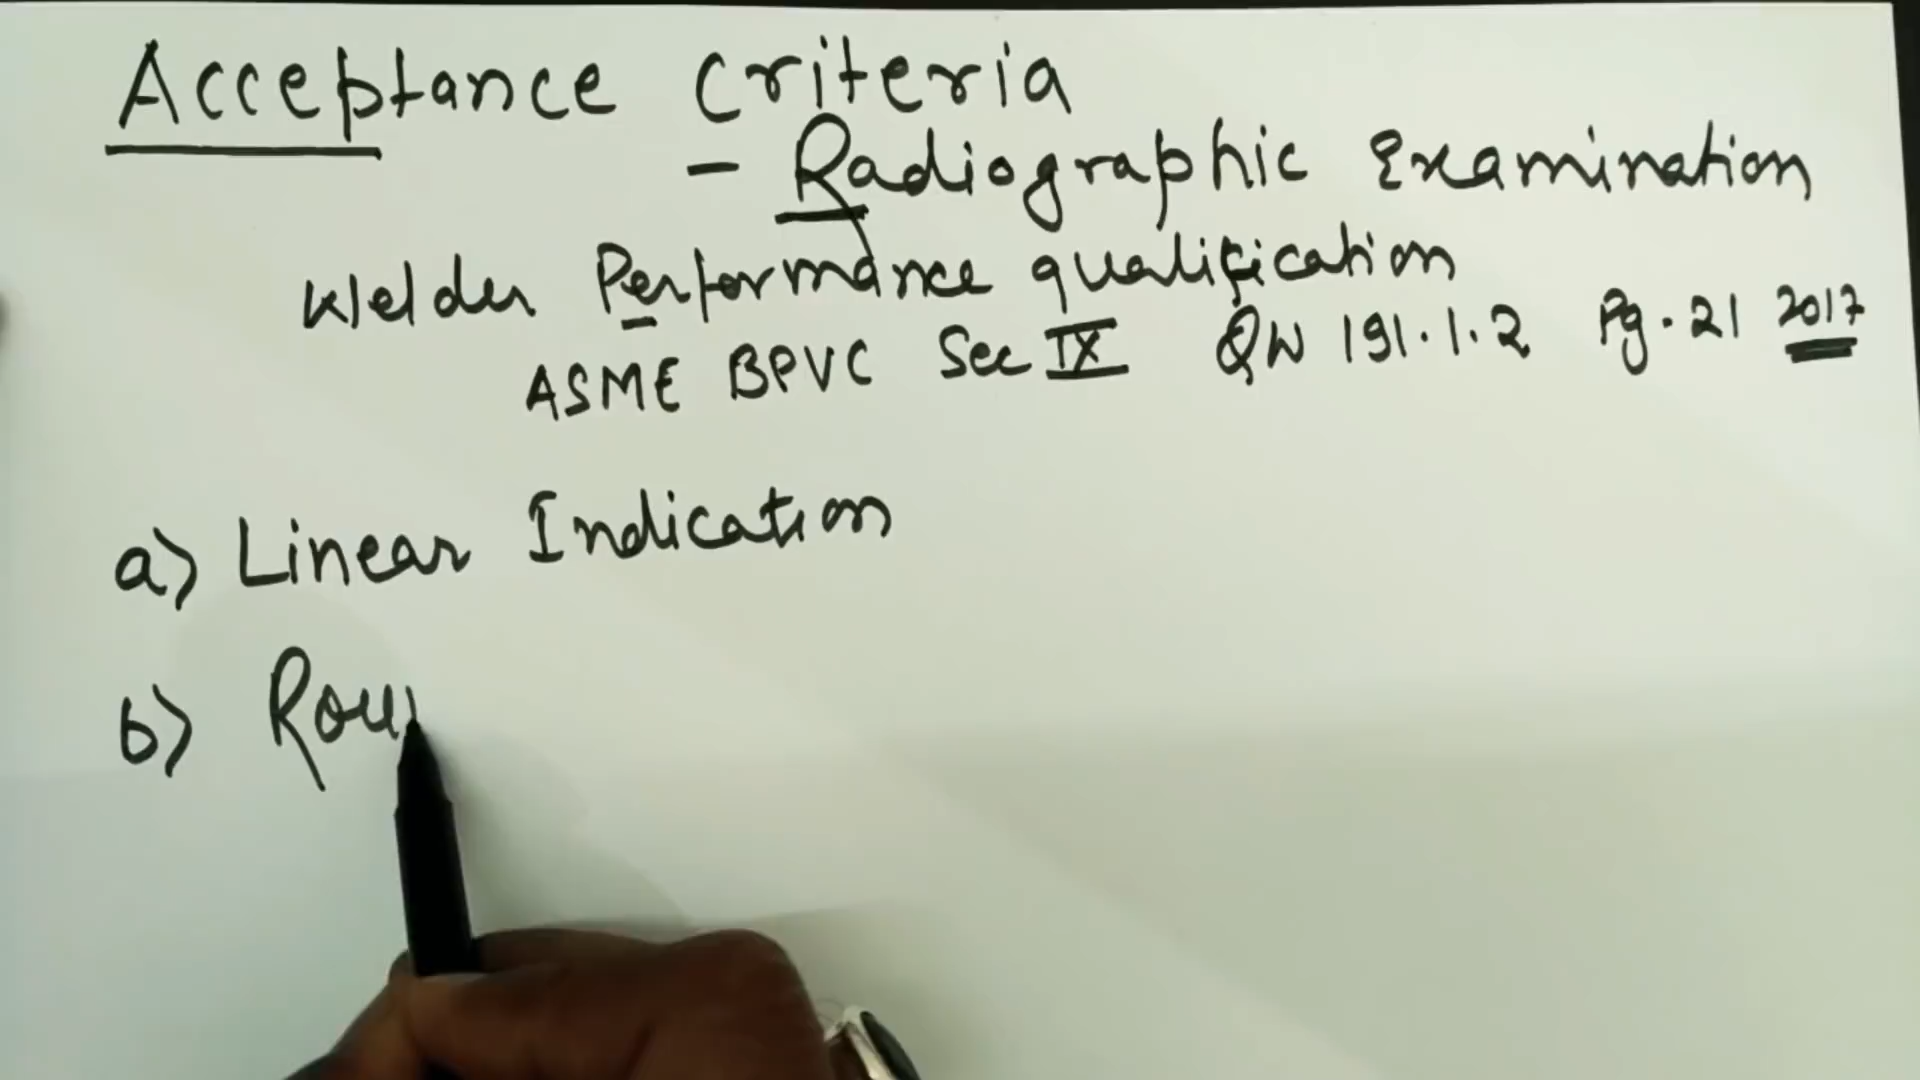 Acceptance Criteria
- Radiographic Examination
Welder Performance qualification
ASME BPVC Sec IX QW 191.1.2 Pg. 21 2017
a) Linear Indication
b) Rou